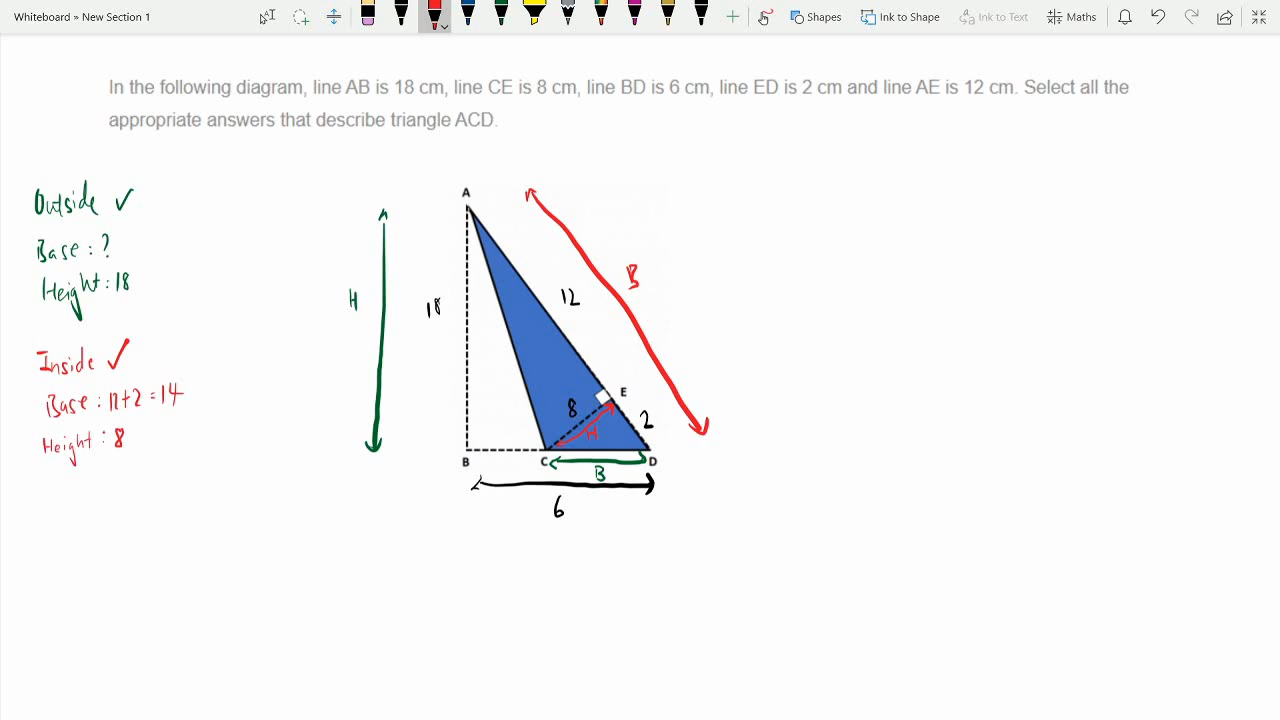 Whiteboard » New Section 1
Shapes
Ink to Shape
Ink to Text
Maths
In the following diagram, line AB is 18 cm, line CE is 8 cm, line BD is 6 cm, line ED is 2 cm and line AE is 12 cm. Select all the
appropriate answers that describe triangle ACD.
Outside ✓
Base : ?
Height : 18
Inside ✓
Base : 12+2 = 14
Height : 8
A
H
18
12
B
E
8
H
2
B
C
D
B
6